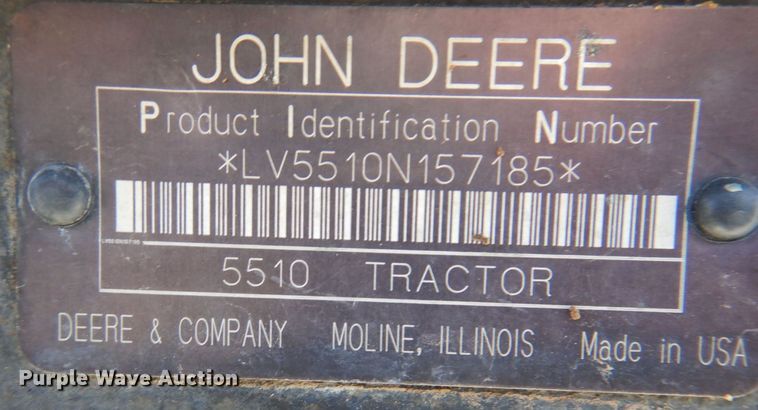 JOHN DEERE
Product Identification Number
*LV5510N157185*
5510 TRACTOR
DEERE & COMPANY MOLINE, ILLINOIS Made in USA
Purple Wave Auction